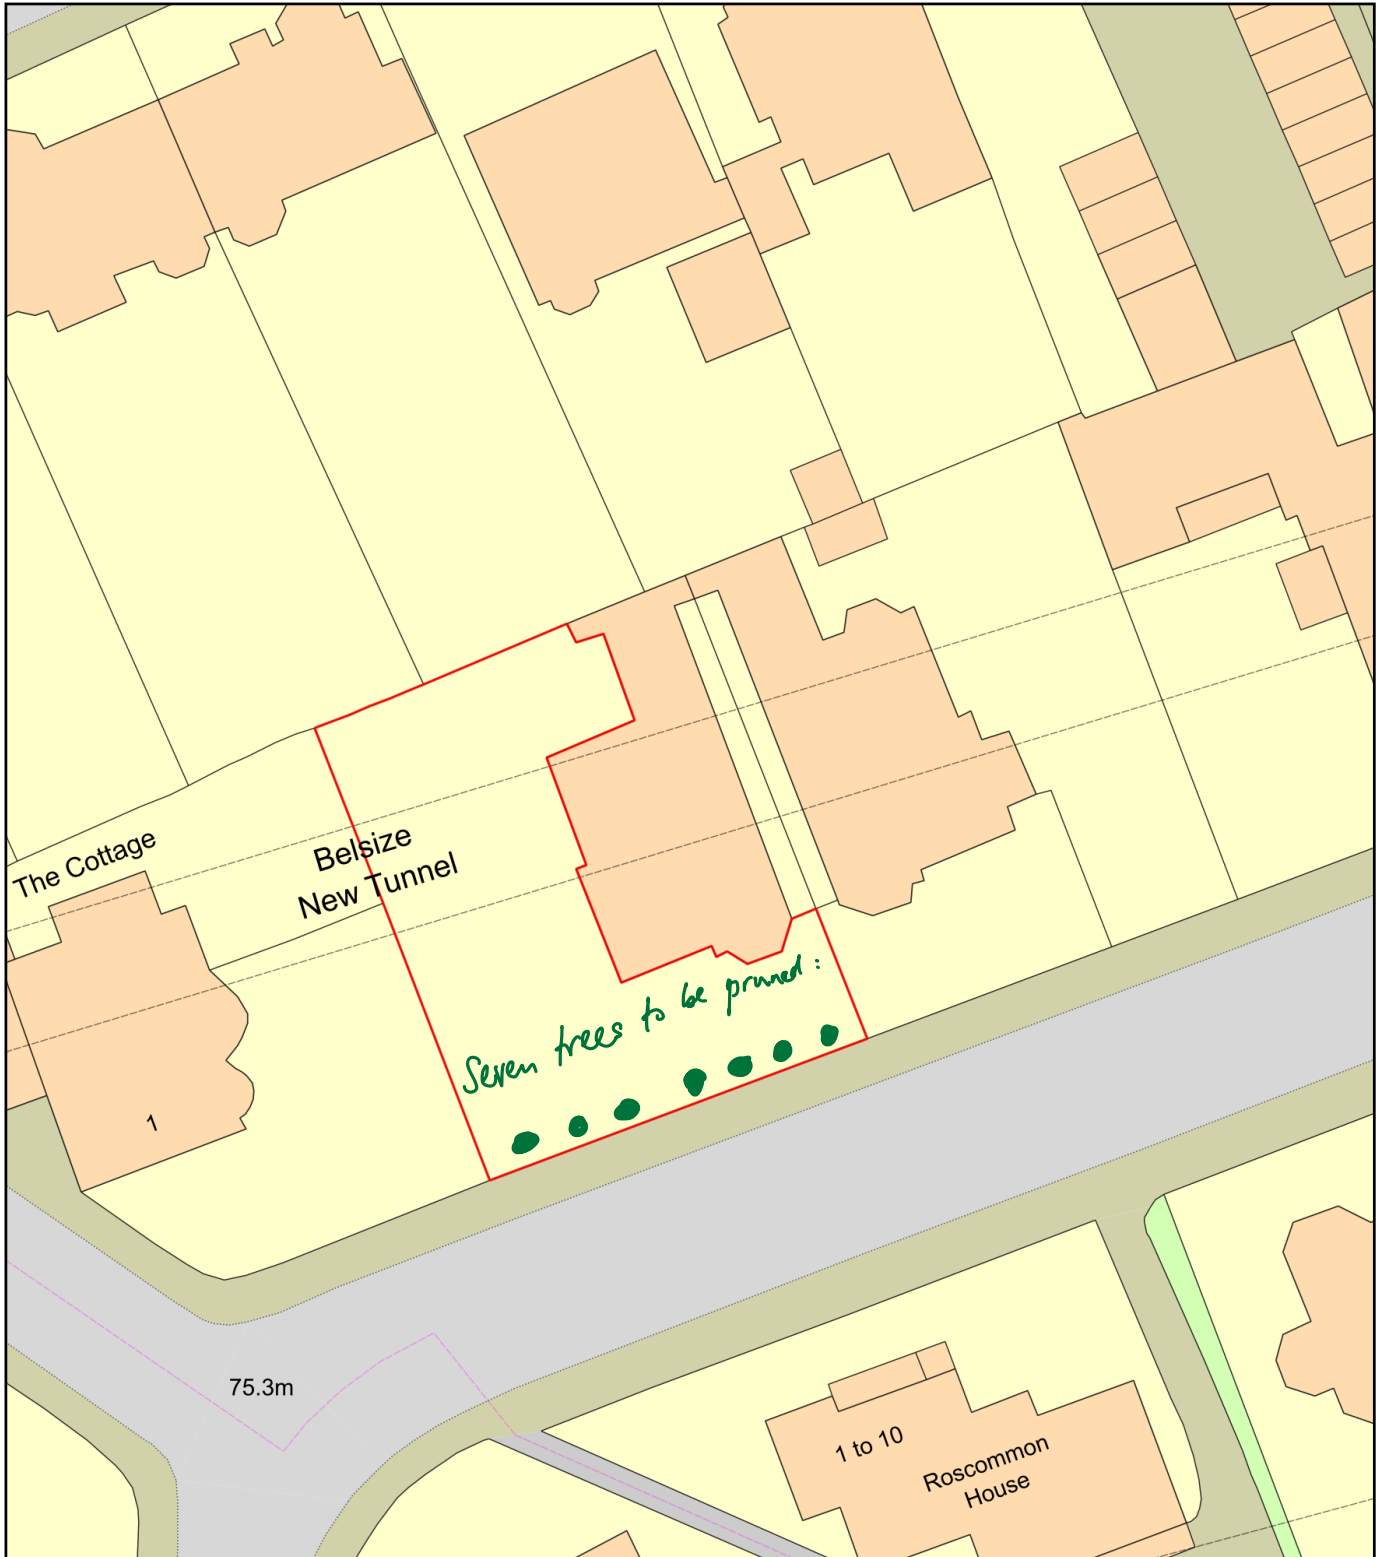 The Cottage
Belsize
New Tunnel
Seven trees to be pruned :
1
75.3m
1 to 10
Roscommon
House